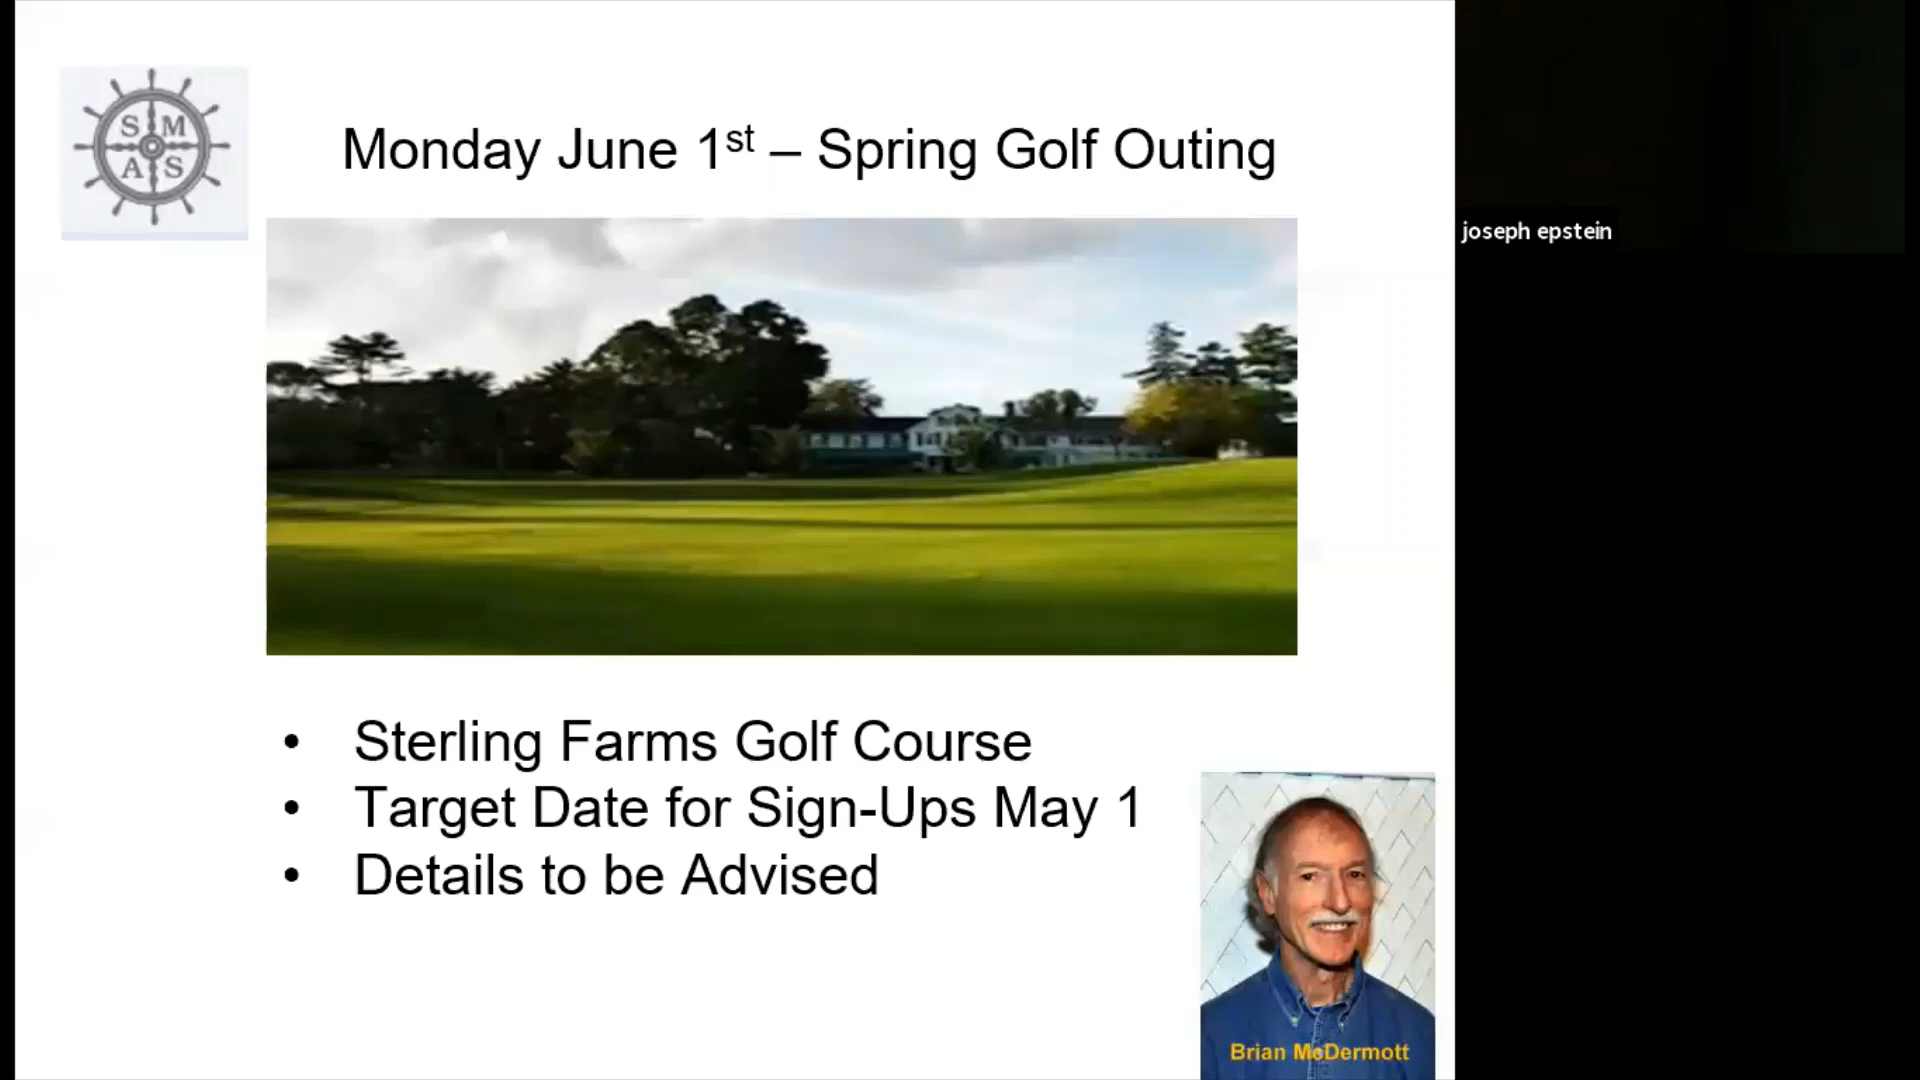 S M
A S
Monday June 1st – Spring Golf Outing
joseph epstein
• Sterling Farms Golf Course
• Target Date for Sign-Ups May 1
• Details to be Advised
Brian McDermott